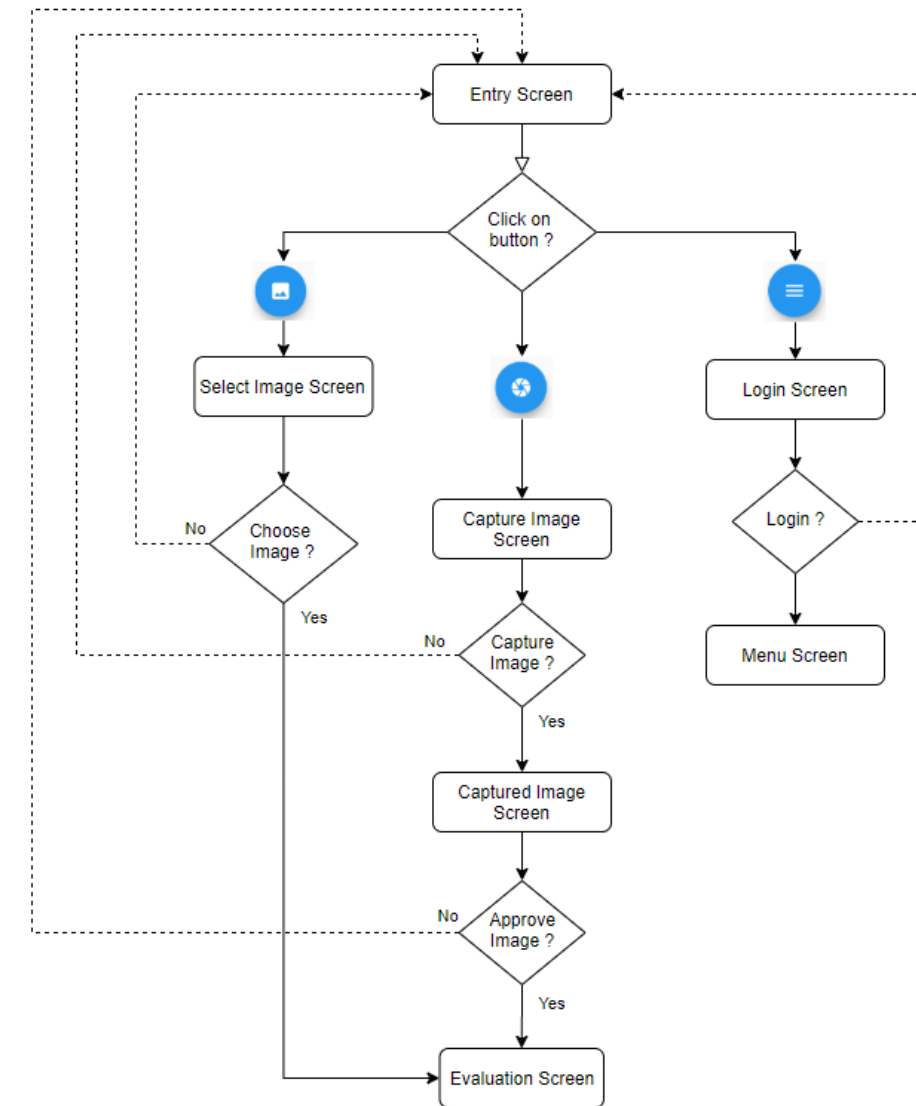 Entry Screen
Click on
button ?
Select Image Screen
Login Screen
Capture Image
Screen
No
Choose
Image ?
Login ?
Yes
No
Capture
Image ?
Menu Screen
Yes
Captured Image
Screen
No
Approve
Image ?
Yes
Evaluation Screen